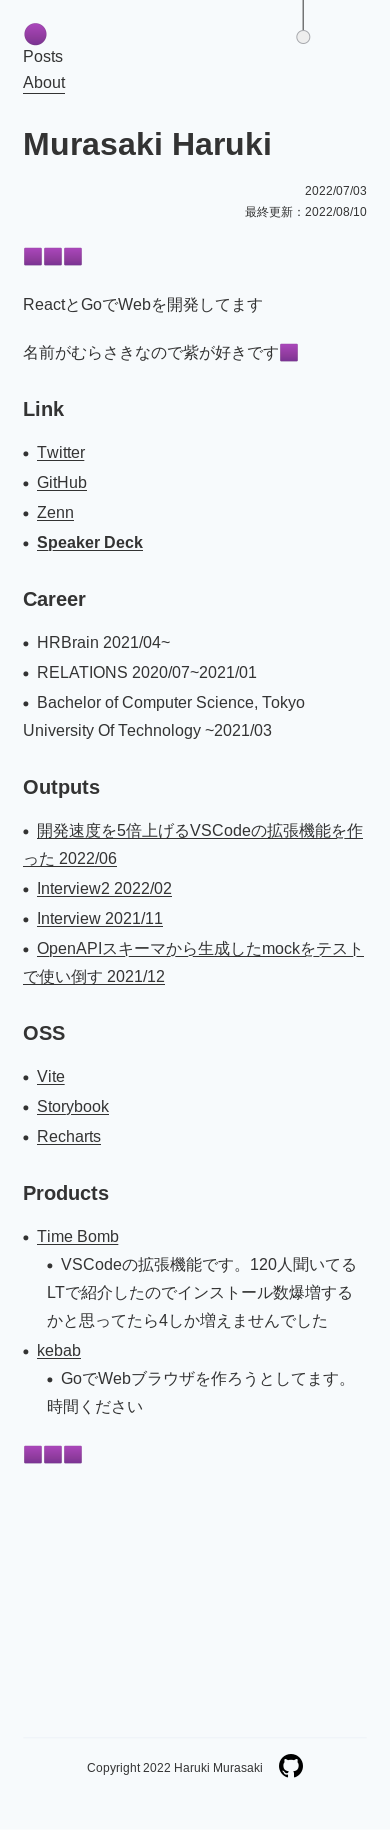 Posts
About
Murasaki Haruki
2022/07/03
最終更新：2022/08/10
ReactとGoでWebを開発してます
名前がむらさきなので紫が好きです
Link
Twitter
GitHub
Zenn
Speaker Deck
Career
HRBrain 2021/04~
RELATIONS 2020/07~2021/01
Bachelor of Computer Science, Tokyo
University Of Technology ~2021/03
Outputs
開発速度を5倍上げるVSCodeの拡張機能を作
った 2022/06
Interview2 2022/02
Interview 2021/11
OpenAPIスキーマから生成したmockをテスト
で使い倒す 2021/12
OSS
Vite
Storybook
Recharts
Products
Time Bomb
VSCodeの拡張機能です。120人聞いてる
LTで紹介したのでインストール数爆増する
かと思ってたら4しか増えませんでした
kebab
GoでWebブラウザを作ろうとしてます。
時間ください
Copyright 2022 Haruki Murasaki